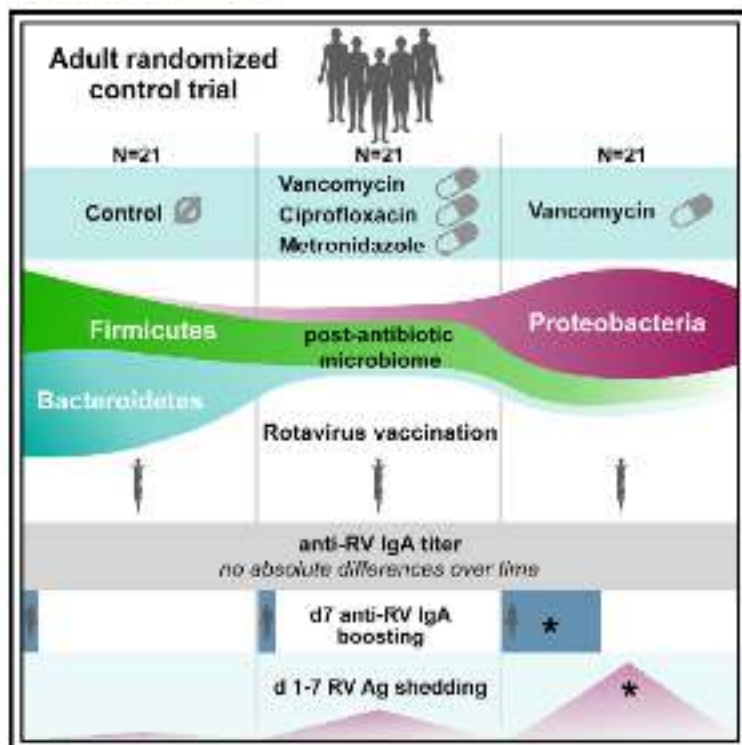 Adult randomized
control trial
N=21
N=21
N=21
Control
Vancomycin
Ciprofloxacin
Metronidazole
Vancomycin
Firmicutes
post-antibiotic
microbiome
Proteobacteria
Bacteroidetes
Rotavirus vaccination
anti-RV IgA titer
no absolute differences over time
d7 anti-RV IgA
boosting
*
d 1-7 RV Ag shedding
*